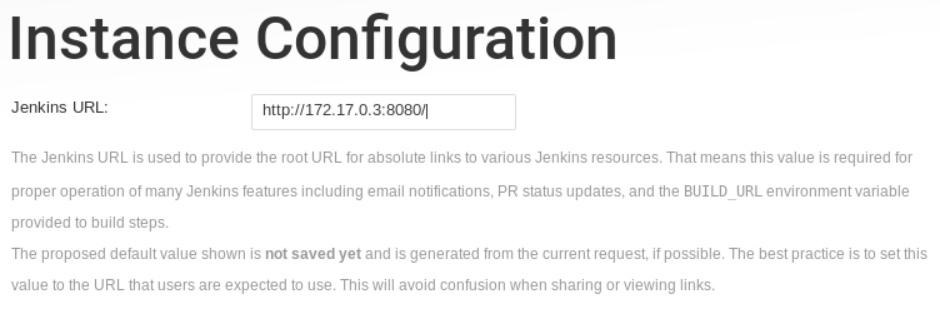 Instance Configuration
Jenkins URL: http://172.17.0.3:8080/
The Jenkins URL is used to provide the root URL for absolute links to various Jenkins resources. That means this value is required for
proper operation of many Jenkins features including email notifications, PR status updates, and the BUILD_URL environment variable
provided to build steps.
The proposed default value shown is not saved yet and is generated from the current request, if possible. The best practice is to set this
value to the URL that users are expected to use. This will avoid confusion when sharing or viewing links.